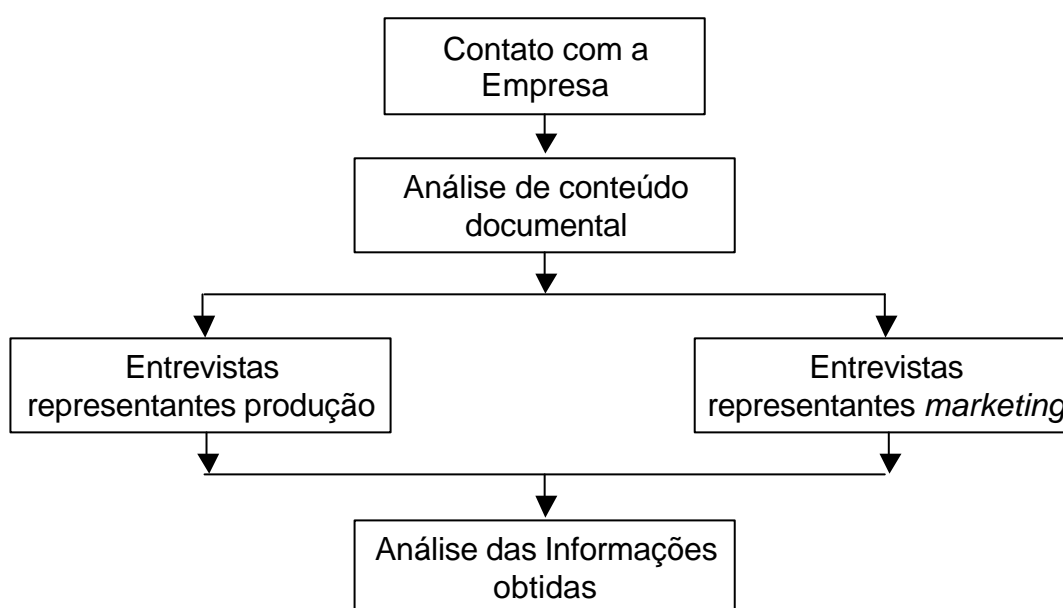 Contato com a
Empresa
Análise de conteúdo
documental
Entrevistas
representantes produção
Entrevistas
representantes marketing
Análise das Informações
obtidas